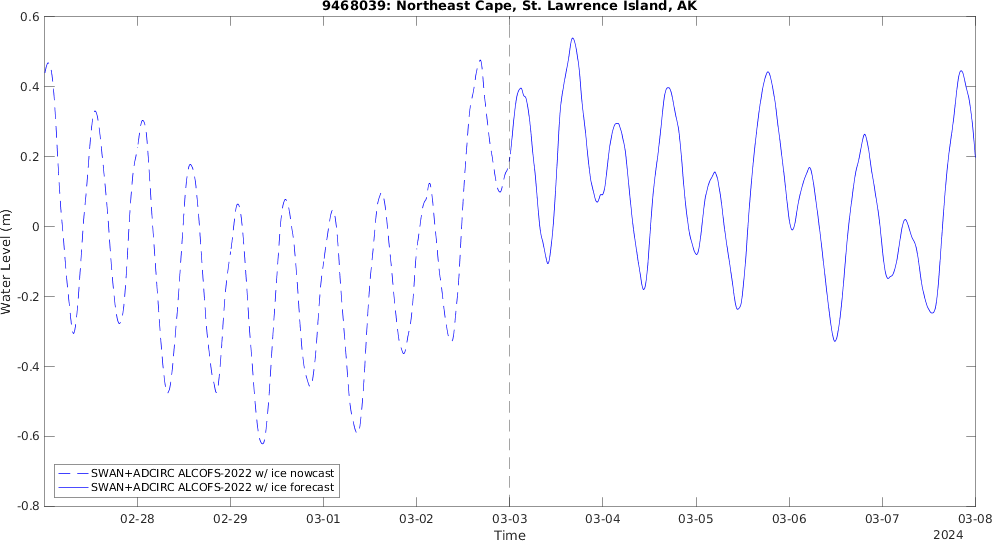 9468039: Northeast Cape, St. Lawrence Island, AK
0.6
0.4
0.2
0
-0.2
-0.4
-0.6
-0.8
Water Level (m)
SWAN+ADCIRC ALCOFS-2022 w/ ice nowcast
SWAN+ADCIRC ALCOFS-2022 w/ ice forecast
02-28 02-29 03-01 03-02 03-03 03-04 03-05 03-06 03-07 03-08
Time
2024